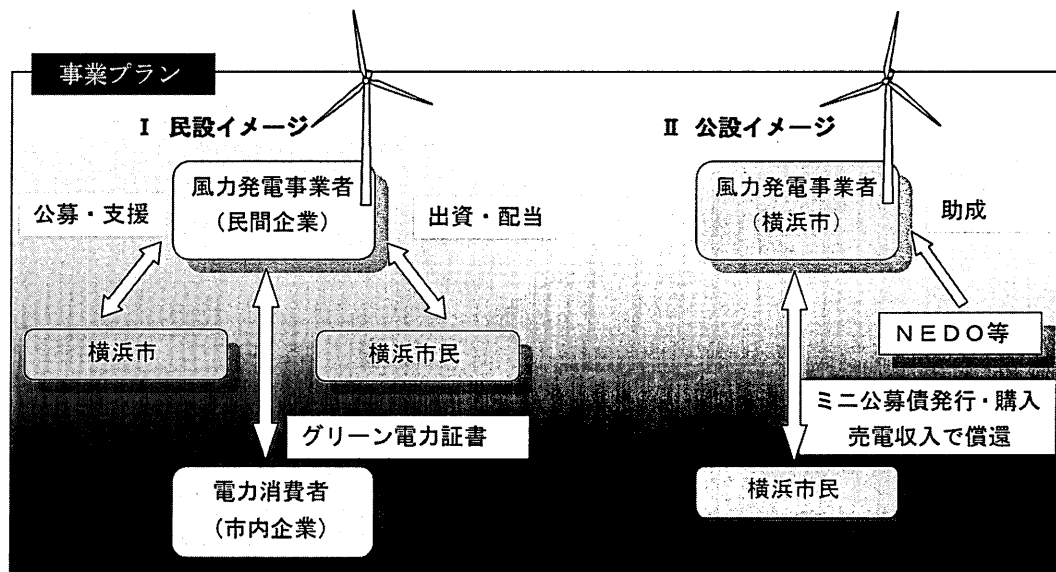 事業プラン
Ⅰ 民設イメージ
風力発電事業者
（民間企業）
公募・支援
出資・配当
横浜市
横浜市民
グリーン電力証書
電力消費者
（市内企業）
Ⅱ 公設イメージ
風力発電事業者
（横浜市）
助成
ＮＥＤＯ等
ミニ公募債発行・購入
売電収入で償還
横浜市民